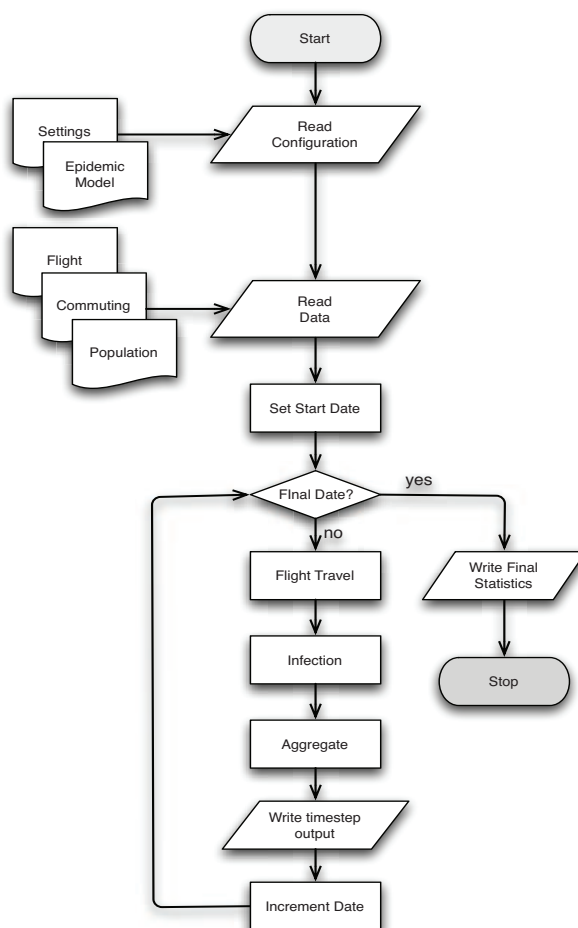 Start
Settings
Epidemic
Model
Read
Configuration
Flight
Commuting
Population
Read
Data
Set Start Date
FInal Date?
yes
no
Flight Travel
Write Final
Statistics
Infection
Stop
Aggregate
Write timestep
output
Increment Date